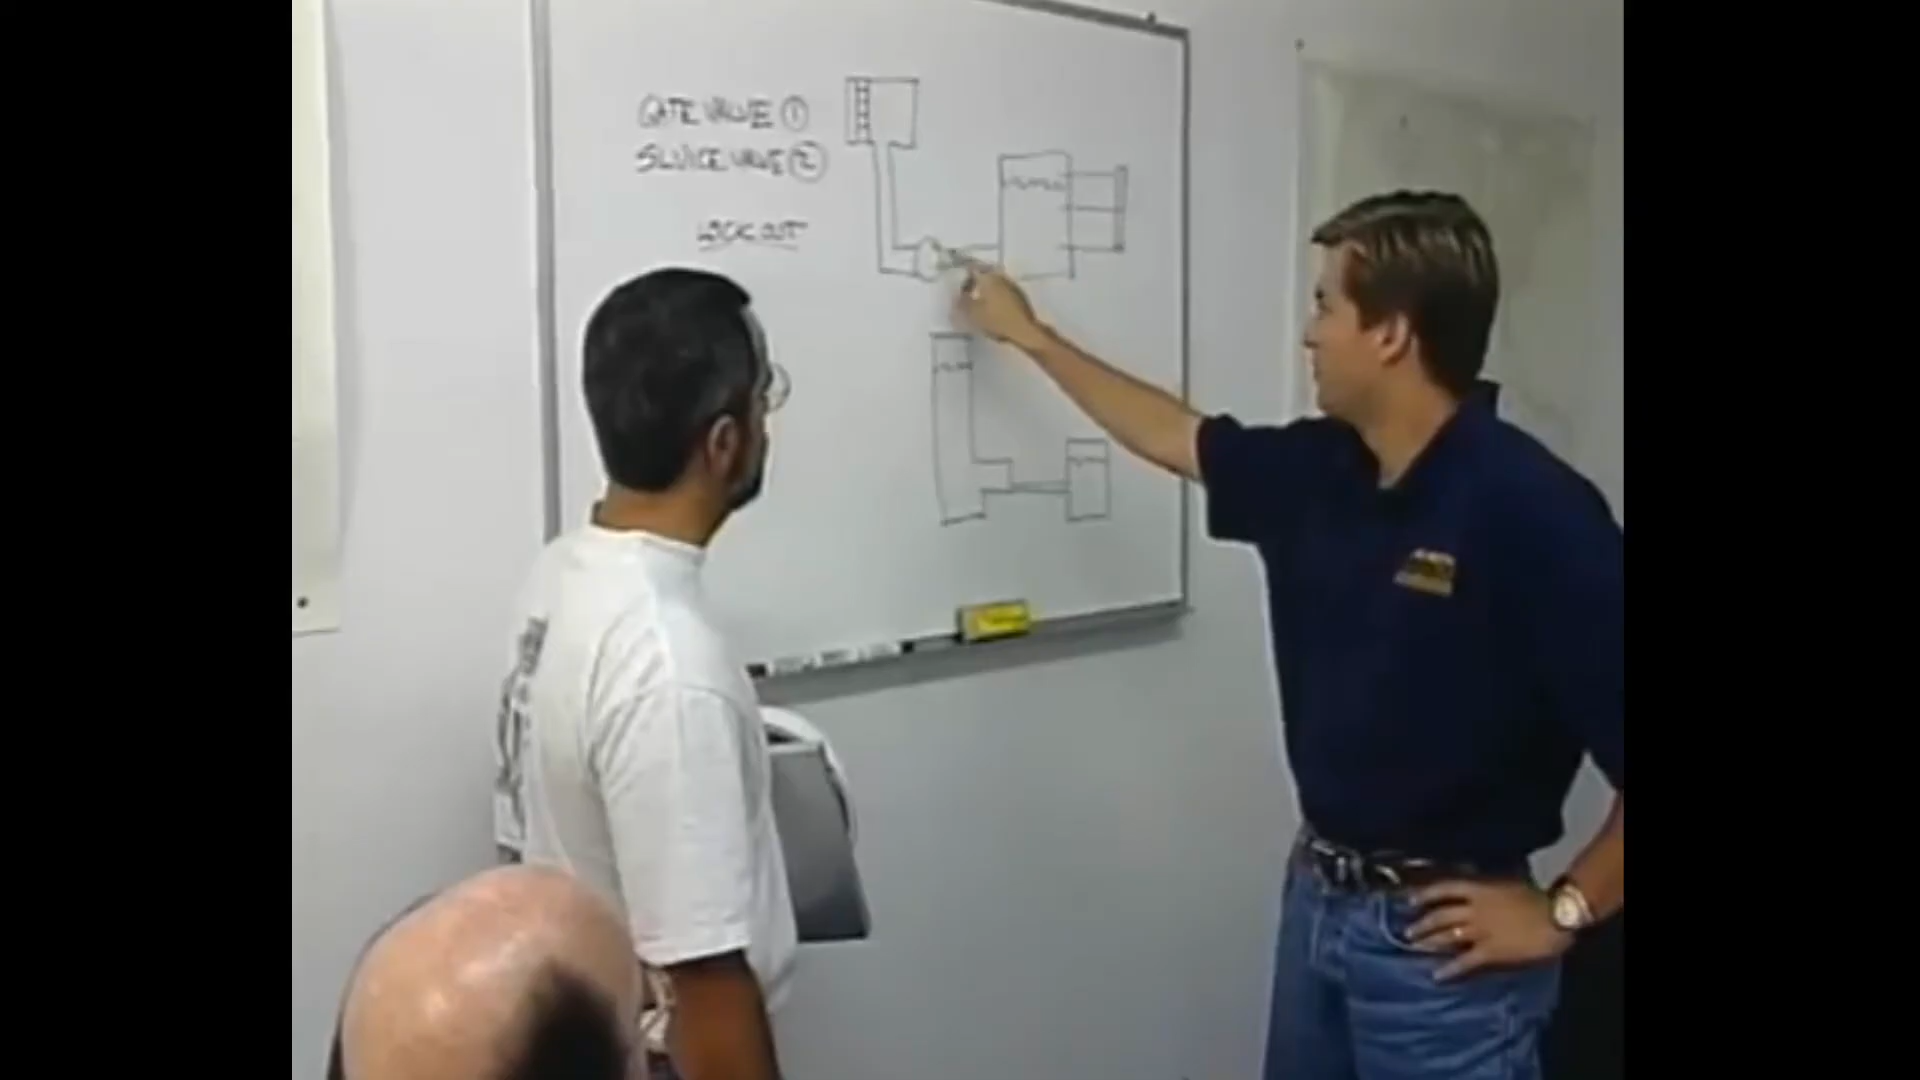 GATE VALVE ①
SLUICE VALVE ②
LOCK OUT